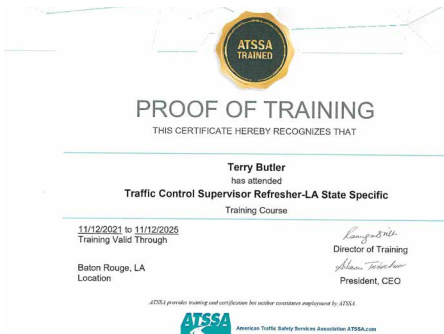 ATSSA
TRAINED
PROOF OF TRAINING
THIS CERTIFICATE HEREBY RECOGNIZES THAT
Terry Butler
has attended
Traffic Control Supervisor Refresher-LA State Specific
Training Course
11/12/2021 to 11/12/2025
Training Valid Through
Director of Training
Baton Rouge, LA
Location
President, CEO
ATSSA provides training and certification but neither constitutes employment by ATSSA
ATSSA
American Traffic Safety Services Association ATSSA.com